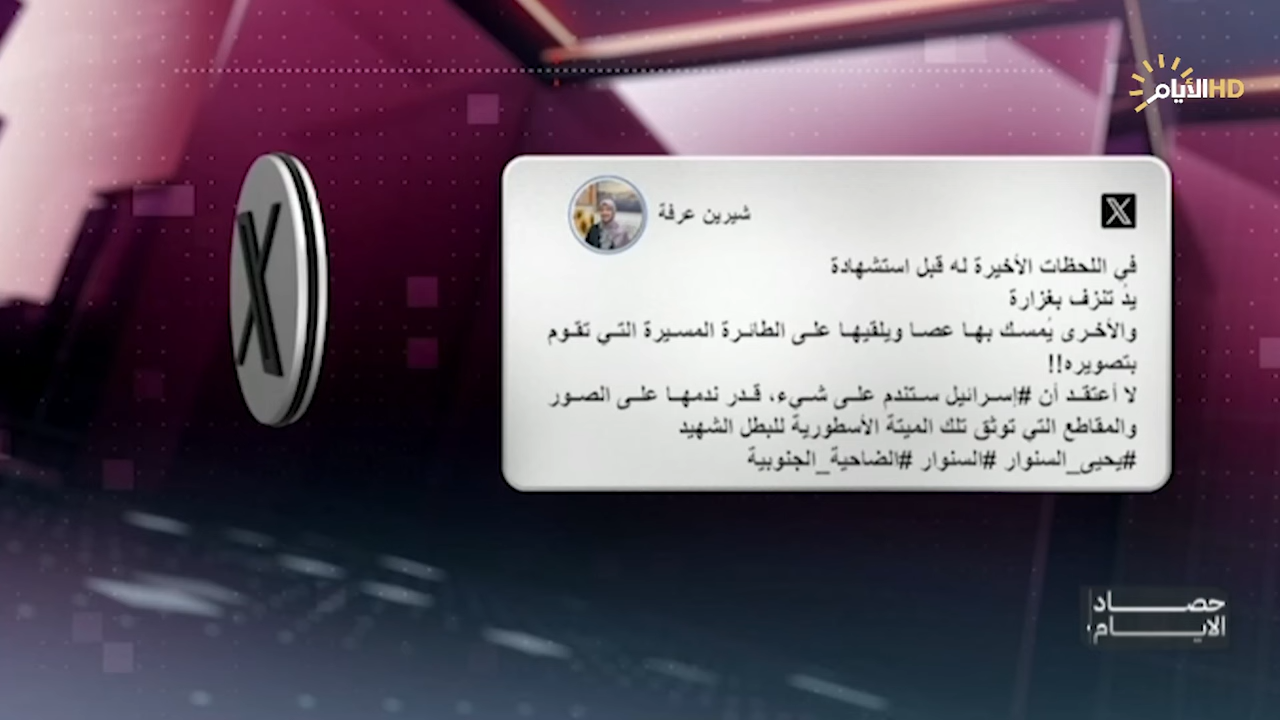 الأيام HD
شيرين عرفة
في اللحظات الأخيرة له قبل استشهادة
يدٌ تنزف بغزارة
والأخرى يُمسك بها عصا ويلقيها على الطائرة المسيرة التي تقوم
بتصويره!!
لا أعتقد أن #إسرائيل ستندم على شيء، قدر ندمها على الصور
والمقاطع التي توثق تلك الميتة الأسطورية للبطل الشهيد
#يحيى_السنوار #السنوار #الضاحية_الجنوبية
حصاد
الايام